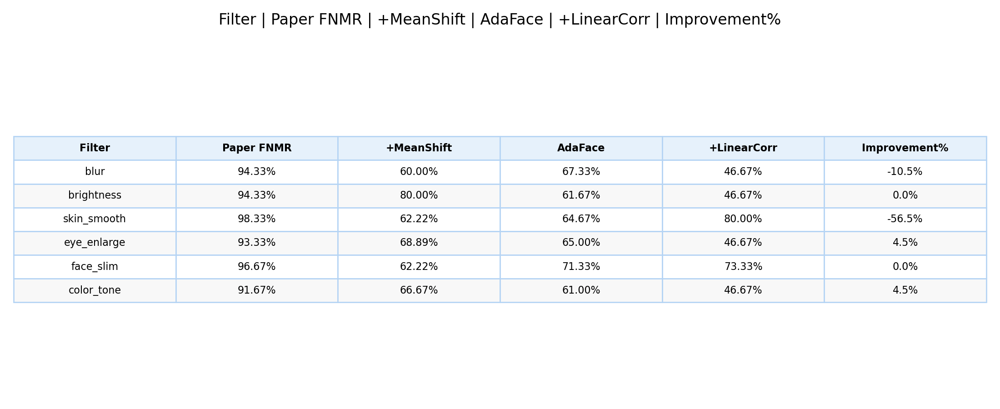 Filter | Paper FNMR | +MeanShift | AdaFace | +LinearCorr | Improvement%
Filter Paper FNMR +MeanShift AdaFace +LinearCorr Improvement%
blur 94.33% 60.00% 67.33% 46.67% -10.5%
brightness 94.33% 80.00% 61.67% 46.67% 0.0%
skin_smooth 98.33% 62.22% 64.67% 80.00% -56.5%
eye_enlarge 93.33% 68.89% 65.00% 46.67% 4.5%
face_slim 96.67% 62.22% 71.33% 73.33% 0.0%
color_tone 91.67% 66.67% 61.00% 46.67% 4.5%